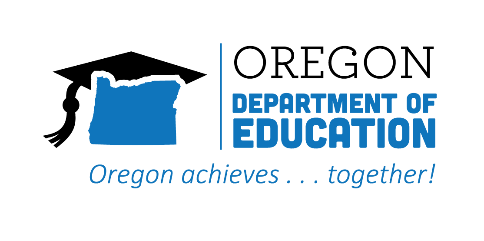 OREGON
DEPARTMENT OF
EDUCATION
Oregon achieves . . . together!